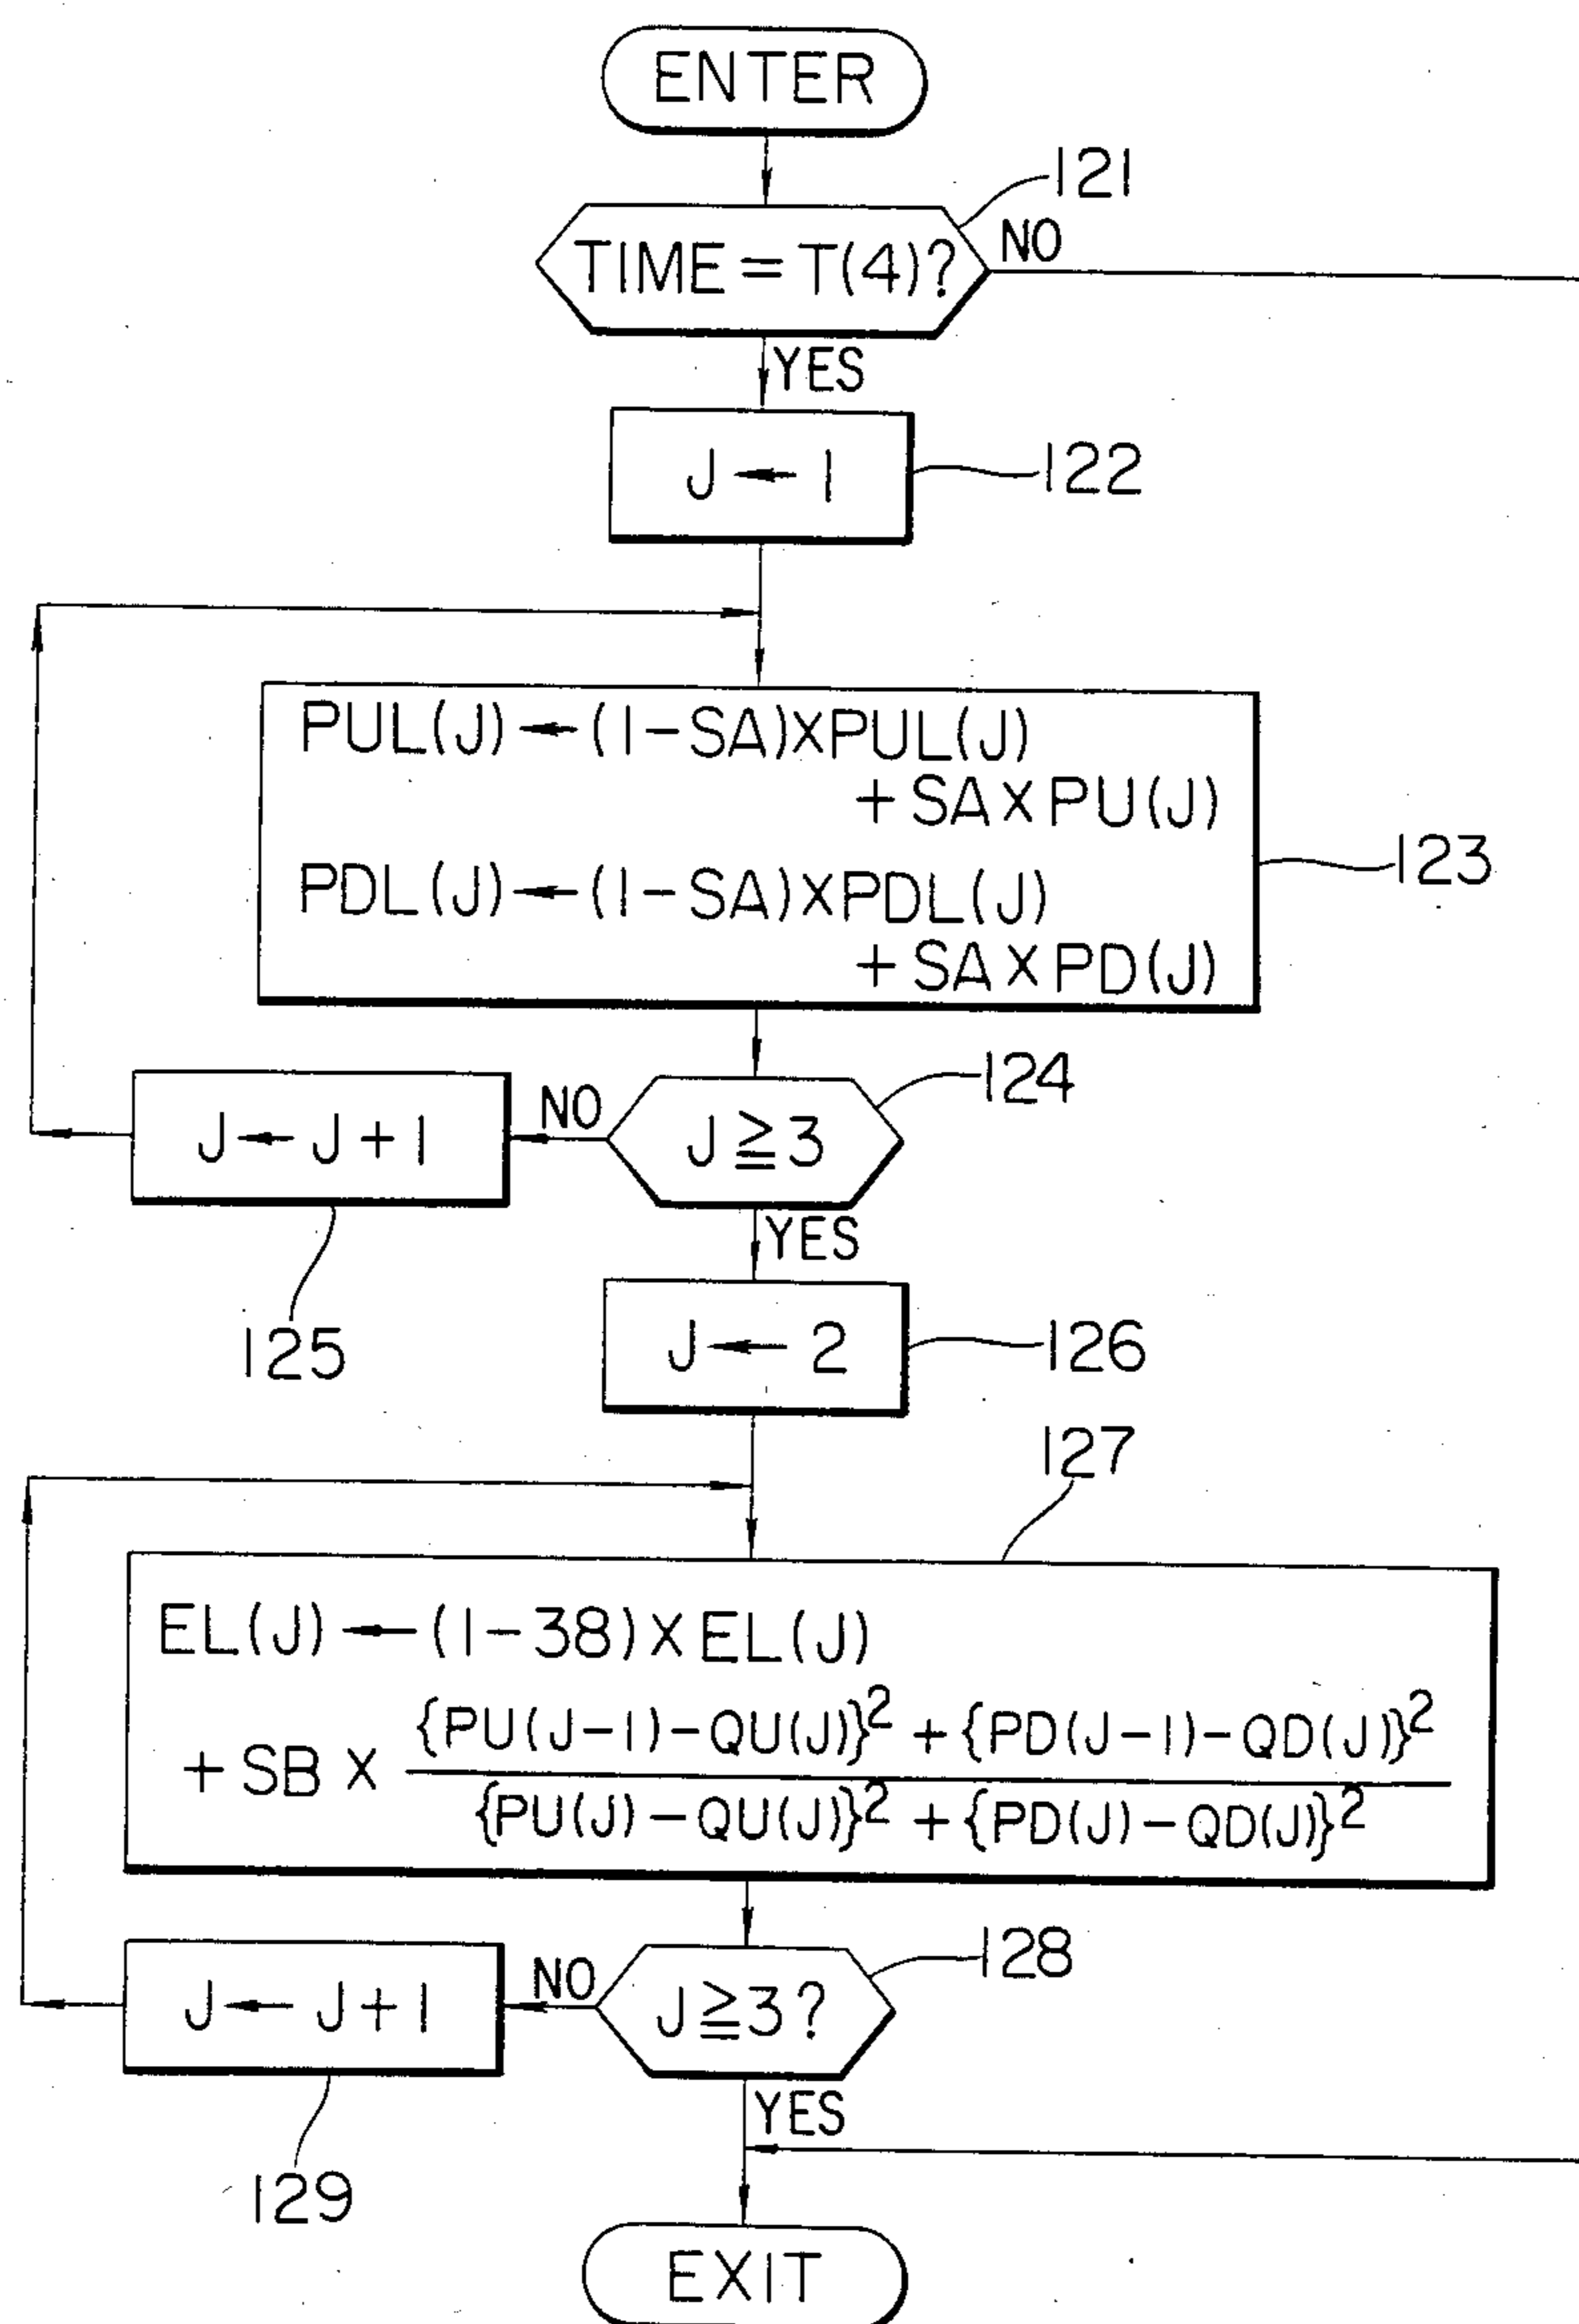 ENTER
121
TIME = T(4)?
NO
YES
J ← 1
122
PUL(J) ← (1-SA)×PUL(J)
+ SA × PU(J)
PDL(J) ← (1-SA)×PDL(J)
+ SA × PD(J)
123
124
J ≧ 3
NO
J ← J+1
125
YES
J ← 2
126
127
EL(J) ← (1-38) × EL(J)
+ SB × {PU(J-1)-QU(J)}² + {PD(J-1)-QD(J)}²
{PU(J)-QU(J)}² + {PD(J)-QD(J)}²
128
J ≧ 3 ?
NO
J ← J+1
129
YES
EXIT